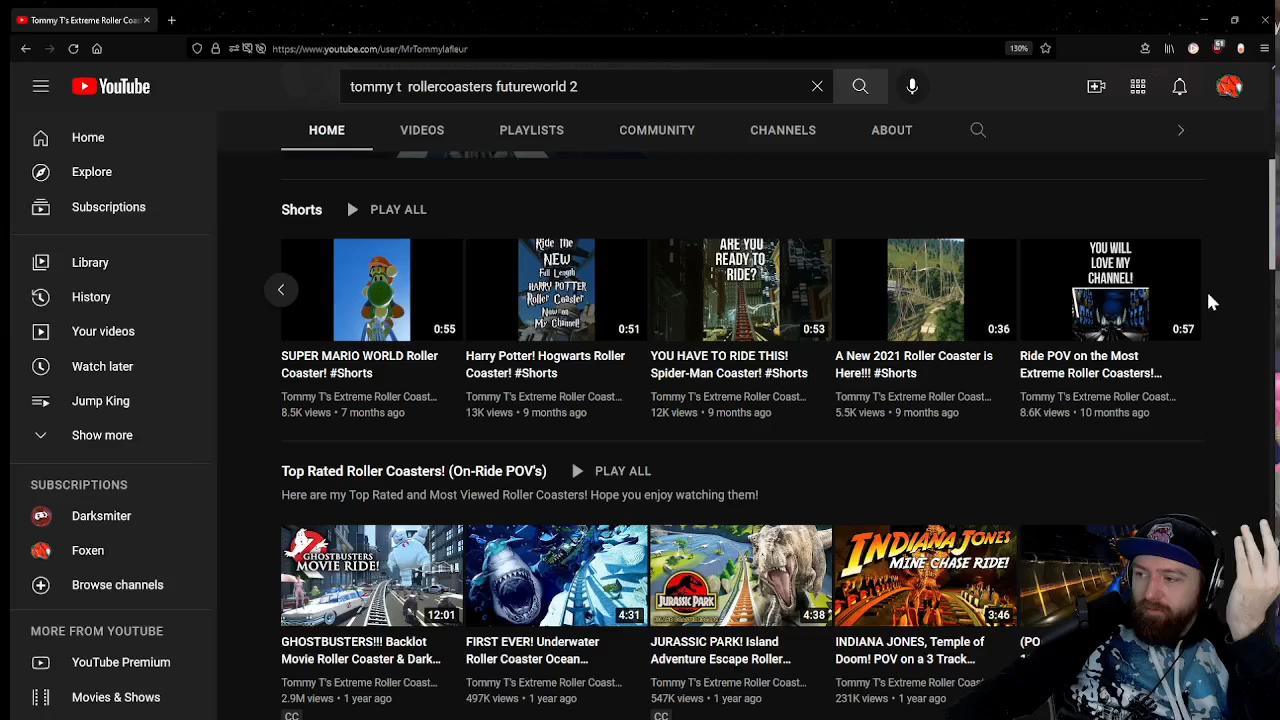 Tommy T's Extreme Roller Coas
https://www.youtube.com/user/MrTommylafleur
130%
61
YouTube
tommy t rollercoasters futureworld 2
HOME
VIDEOS
PLAYLISTS
COMMUNITY
CHANNELS
ABOUT
Home
Explore
Subscriptions
Library
History
Your videos
Watch later
Jump King
Show more
SUBSCRIPTIONS
Darksmiter
Foxen
Browse channels
MORE FROM YOUTUBE
YouTube Premium
Movies & Shows
Shorts
PLAY ALL
0:55
SUPER MARIO WORLD Roller
Coaster! #Shorts
Tommy T's Extreme Roller Coast...
8.5K views • 7 months ago
Ride The
NEW
Full Length
HARRY POTTER
Roller Coaster
Now on
My Channel!
0:51
Harry Potter! Hogwarts Roller
Coaster! #Shorts
Tommy T's Extreme Roller Coast...
13K views • 9 months ago
ARE YOU
READY TO
RIDE?
0:53
YOU HAVE TO RIDE THIS!
Spider-Man Coaster! #Shorts
Tommy T's Extreme Roller Coast...
12K views • 9 months ago
0:36
A New 2021 Roller Coaster is
Here!!! #Shorts
Tommy T's Extreme Roller Coast...
5.5K views • 9 months ago
YOU WILL
LOVE MY
CHANNEL!
0:57
Ride POV on the Most
Extreme Roller Coasters!...
Tommy T's Extreme Roller Coast...
8.6K views • 10 months ago
Top Rated Roller Coasters! (On-Ride POV's)
PLAY ALL
Here are my Top Rated and Most Viewed Roller Coasters! Hope you enjoy watching them!
GHOSTBUSTERS
MOVIE RIDE!
12:01
GHOSTBUSTERS!!! Backlot
Movie Roller Coaster & Dark...
Tommy T's Extreme Roller Coast...
2.9M views • 1 year ago
CC
4:31
FIRST EVER! Underwater
Roller Coaster Ocean...
Tommy T's Extreme Roller Coast...
497K views • 1 year ago
JURASSIC PARK
4:38
JURASSIC PARK! Island
Adventure Escape Roller...
Tommy T's Extreme Roller Coast...
547K views • 1 year ago
CC
INDIANA JONES
MINE CHASE RIDE!
3:46
INDIANA JONES, Temple of
Doom! POV on a 3 Track...
Tommy T's Extreme Roller Coast...
231K views • 1 year ago
(PO